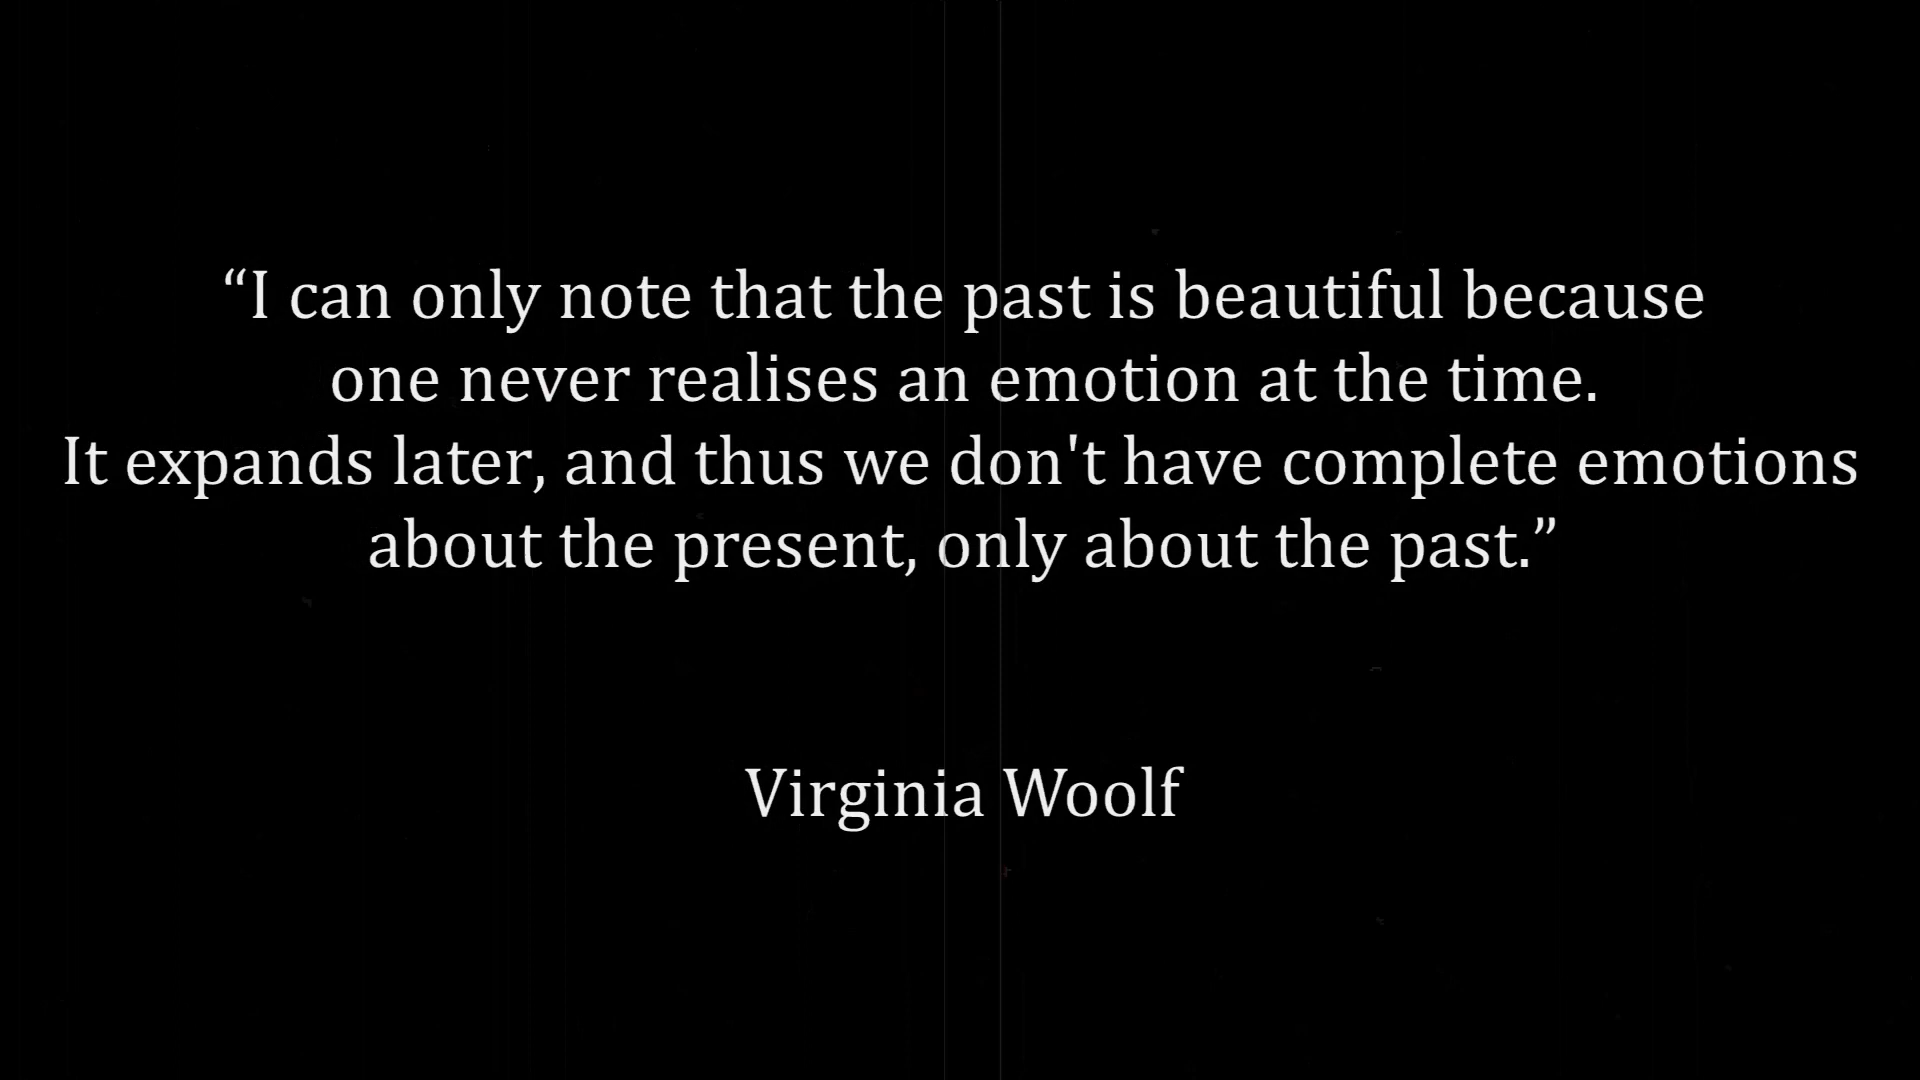 “I can only note that the past is beautiful because
one never realises an emotion at the time.
It expands later, and thus we don't have complete emotions
about the present, only about the past.”
Virginia Woolf